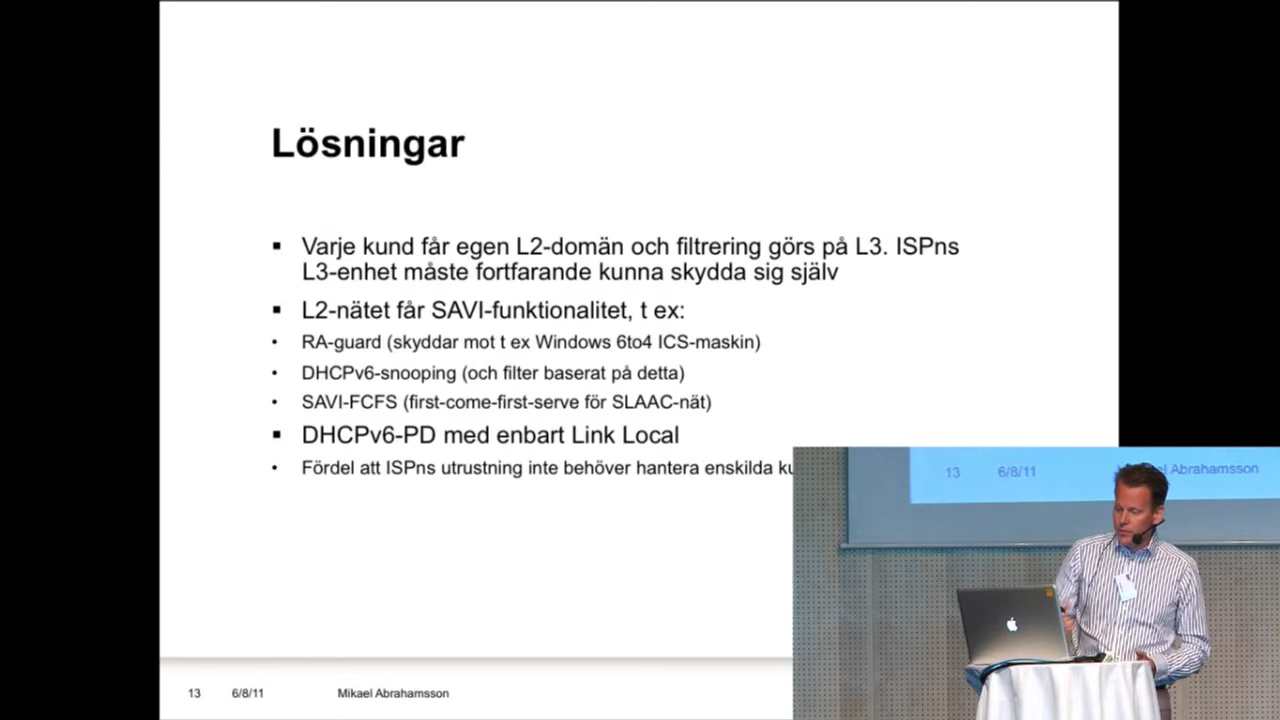 Lösningar
Varje kund får egen L2-domän och filtrering görs på L3. ISPns
L3-enhet måste fortfarande kunna skydda sig själv
L2-nätet får SAVI-funktionalitet, t ex:
RA-guard (skyddar mot t ex Windows 6to4 ICS-maskin)
DHCPv6-snooping (och filter baserat på detta)
SAVI-FCFS (first-come-first-serve för SLAAC-nät)
DHCPv6-PD med enbart Link Local
Fördel att ISPns utrustning inte behöver hantera enskilda
13 6/8/11 Abrahamsson
13 6/8/11 Mikael Abrahamsson